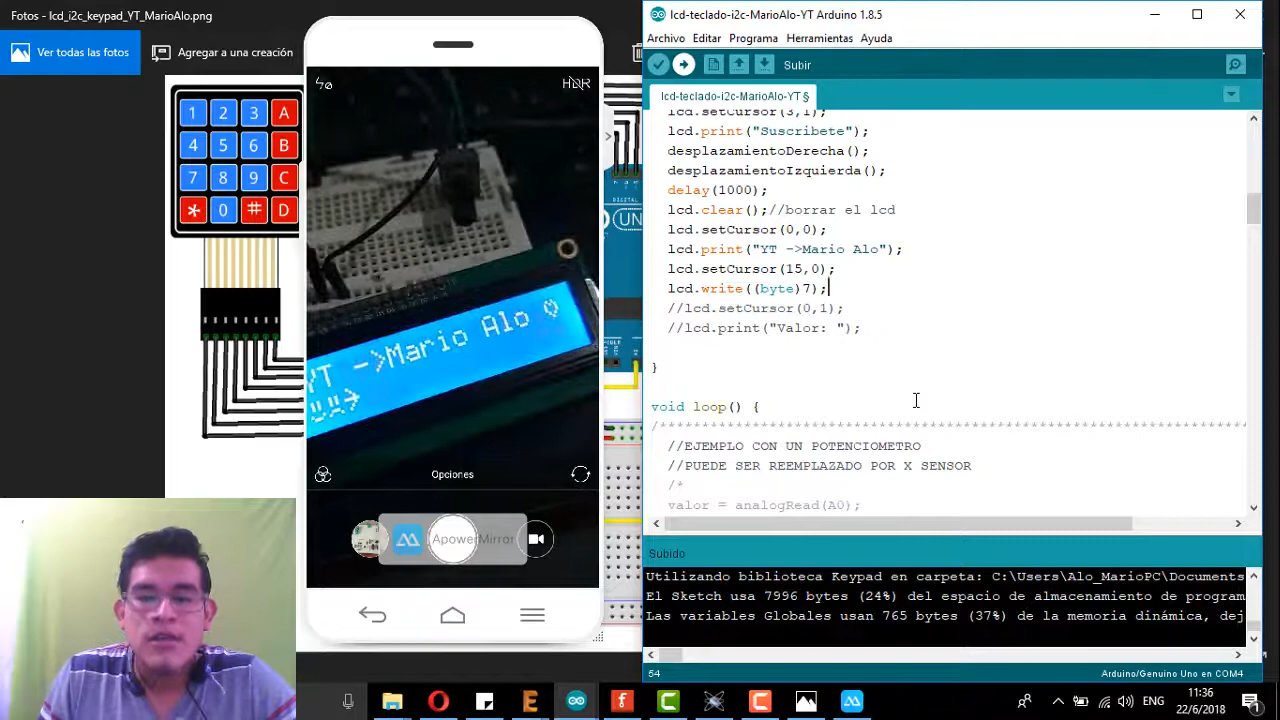 Fotos - lcd_i2c_keypad_YT_MarioAlo.png
Ver todas las fotos
Agregar a una creación
1 2 3 A
4 5 6 B
7 8 9 C
* 0 # D
HDR
YT ->Mario Alo
Opciones
ApowerMirror
UN
lcd-teclado-i2c-MarioAlo-YT Arduino 1.8.5
Archivo Editar Programa Herramientas Ayuda
Subir
lcd-teclado-i2c-MarioAlo-YT §
lcd.setCursor(3,1);
lcd.print("Suscribete");
desplazamientoDerecha();
desplazamientoIzquierda();
delay(1000);
lcd.clear();//borrar el lcd
lcd.setCursor(0,0);
lcd.print("YT ->Mario Alo");
lcd.setCursor(15,0);
lcd.write((byte)7);
//lcd.setCursor(0,1);
//lcd.print("Valor: ");
}
void loop() {
//EJEMPLO CON UN POTENCIOMETRO
//PUEDE SER REEMPLAZADO POR X SENSOR
/*
valor = analogRead(A0);
Subido
Utilizando biblioteca Keypad en carpeta: C:\Users\Alo_MarioPC\Documents
El Sketch usa 7996 bytes (24%) del espacio de almacenamiento de program
Las variables Globales usan 765 bytes (37%) de la memoria dinámica, dej
54
Arduino/Genuino Uno en COM4
ENG
11:36
22/6/2018